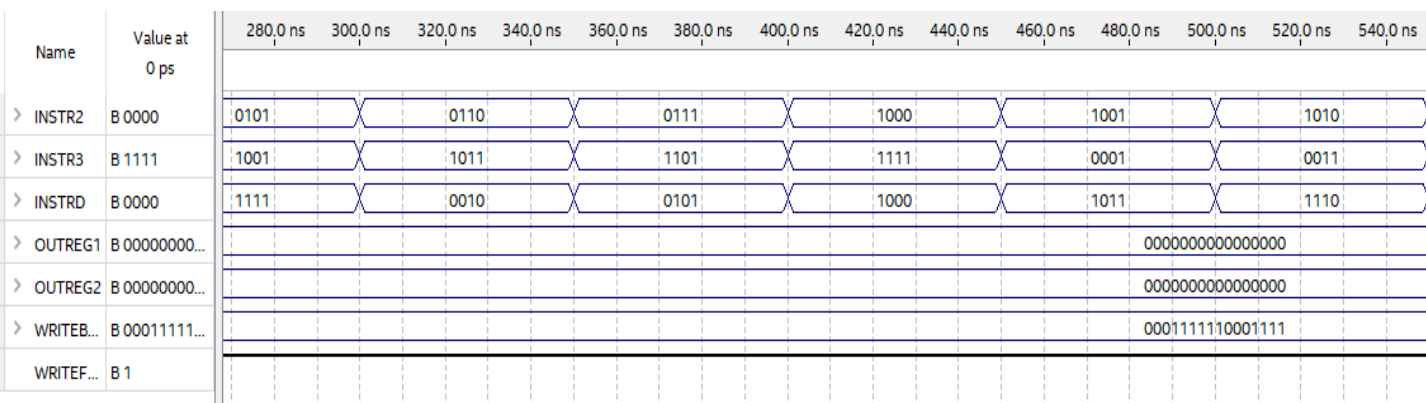 Name Value at 0 ps 280.0 ns 300.0 ns 320.0 ns 340.0 ns 360.0 ns 380.0 ns 400.0 ns 420.0 ns 440.0 ns 460.0 ns 480.0 ns 500.0 ns 520.0 ns 540.0 ns
INSTR2 B 0000 0101 0110 0111 1000 1001 1010
INSTR3 B 1111 1001 1011 1101 1111 0001 0011
INSTRD B 0000 1111 0010 0101 1000 1011 1110
OUTREG1 B 00000000... 0000000000000000
OUTREG2 B 00000000... 0000000000000000
WRITEB... B 00011111... 0001111110001111
WRITEF... B 1